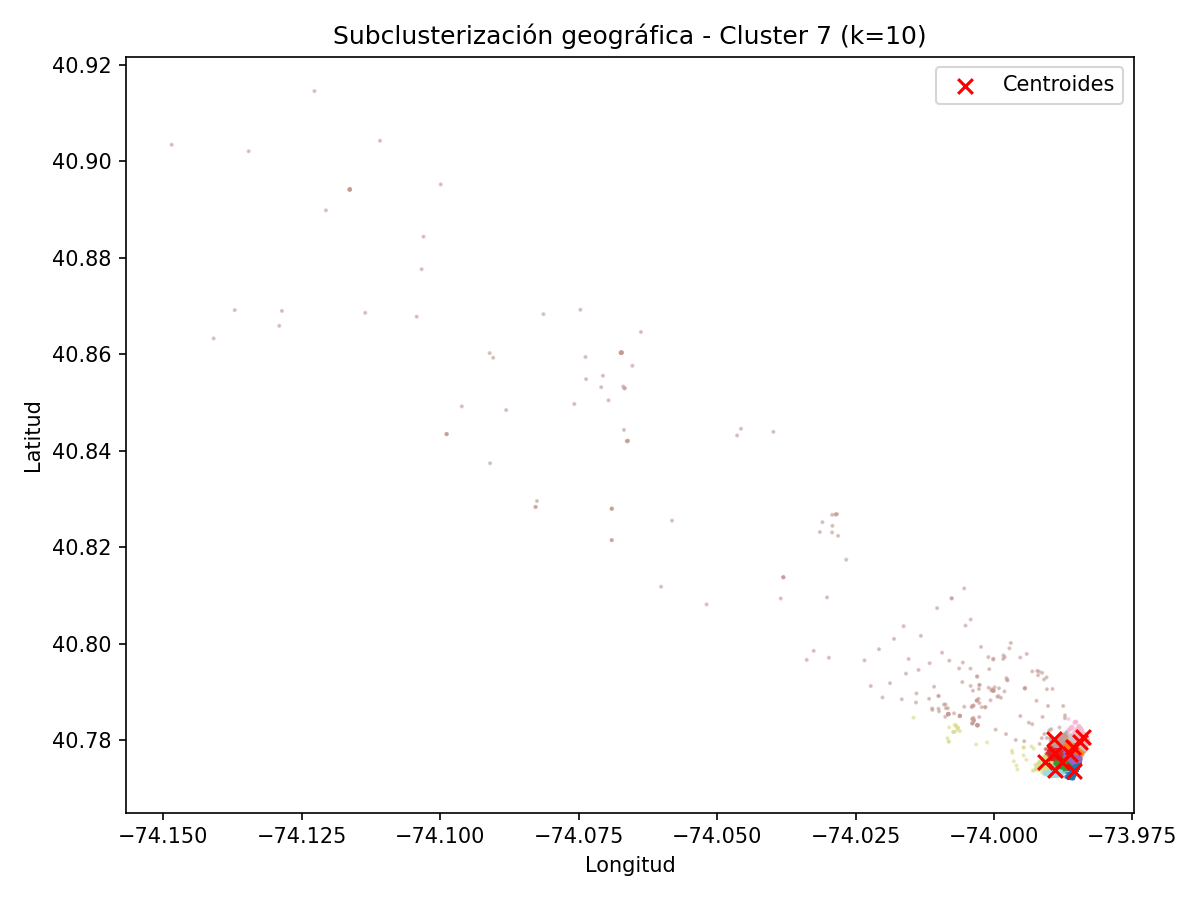 Subclusterización geográfica - Cluster 7 (k=10)
Centroides
40.92
40.90
40.88
40.86
40.84
40.82
40.80
40.78
Latitud
−74.150 −74.125 −74.100 −74.075 −74.050 −74.025 −74.000 −73.975
Longitud